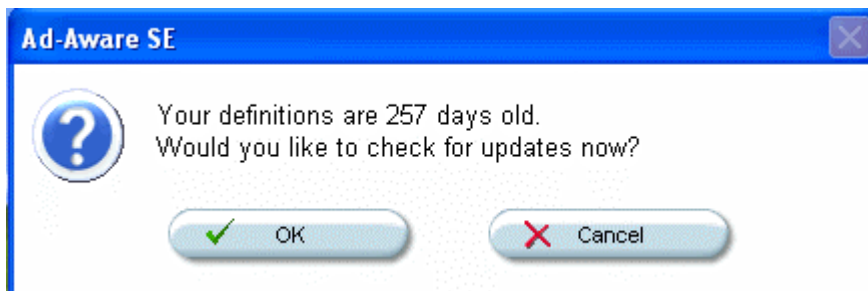 Ad-Aware SE
Your definitions are 257 days old.
Would you like to check for updates now?
OK
Cancel